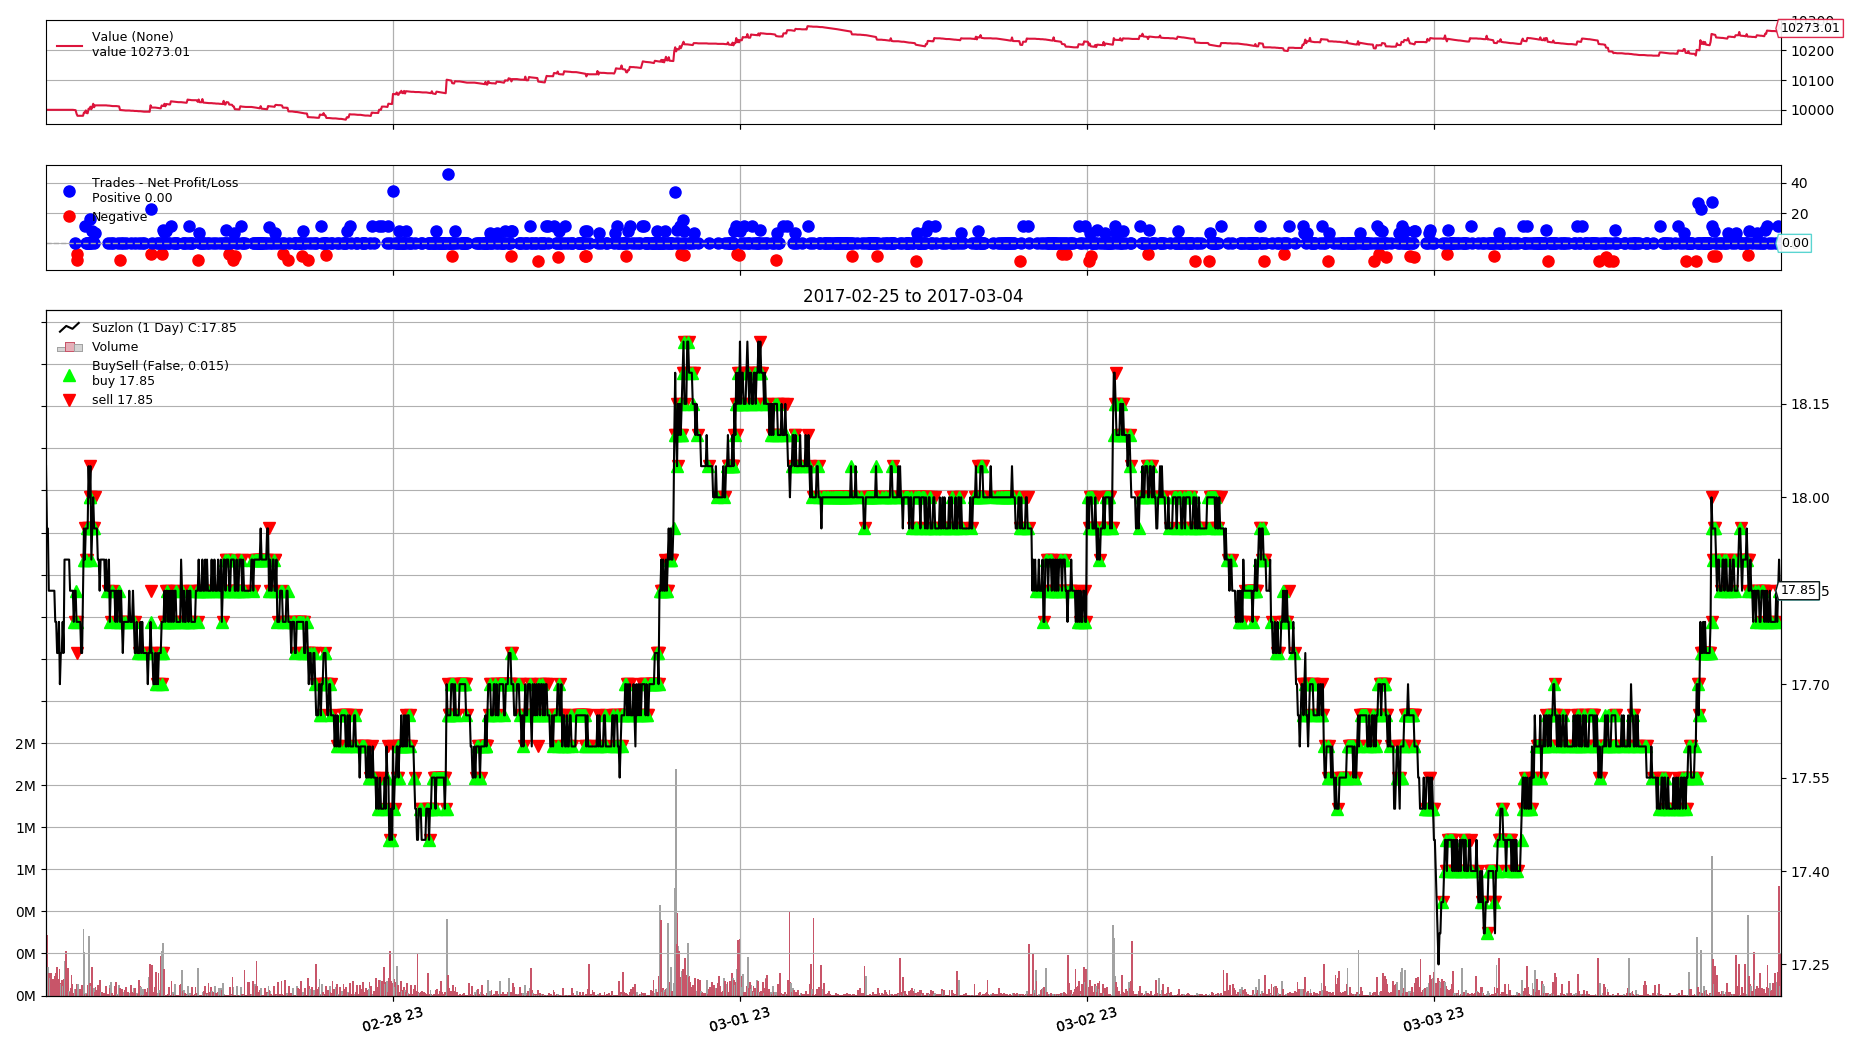 Value (None)
value 10273.01
10273.01
10200
10100
10000
Trades - Net Profit/Loss
Positive 0.00
Negative
40
20
0.00
2017-02-25 to 2017-03-04
Suzlon (1 Day) C:17.85
Volume
BuySell (False, 0.015)
buy 17.85
sell 17.85
18.15
18.00
17.85
17.70
17.55
17.40
17.25
2M
2M
1M
1M
0M
0M
0M
02-28 23
03-01 23
03-02 23
03-03 23